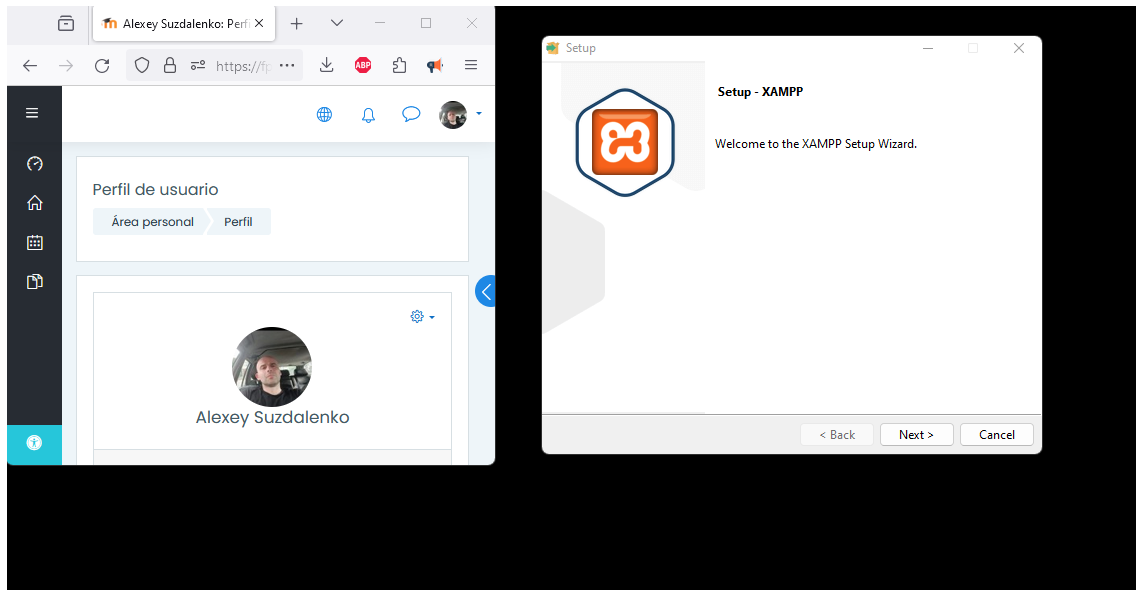 Alexey Suzdalenko: Perfi
https://fp
ABP
Perfil de usuario
Área personal
Perfil
Alexey Suzdalenko
Setup
Setup - XAMPP
Welcome to the XAMPP Setup Wizard.
< Back
Next >
Cancel